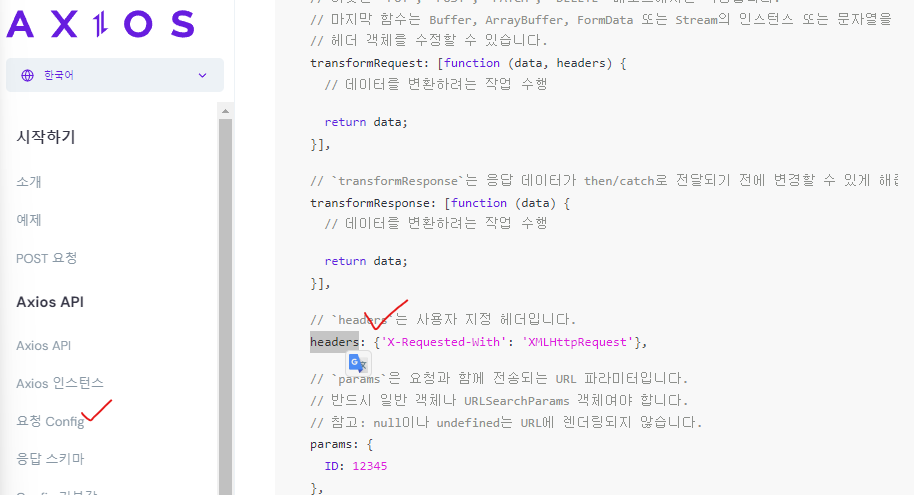 AXIOS
한국어
시작하기
소개
예제
POST 요청
Axios API
Axios API
Axios 인스턴스
요청 Config
응답 스키마
// 마지막 함수는 Buffer, ArrayBuffer, FormData 또는 Stream의 인스턴스 또는 문자열을
// 헤더 객체를 수정할 수 있습니다.
transformRequest: [function (data, headers) {
// 데이터를 변환하려는 작업 수행
return data;
}],
// `transformResponse`는 응답 데이터가 then/catch로 전달되기 전에 변경할 수 있게 해줍
transformResponse: [function (data) {
// 데이터를 변환하려는 작업 수행
return data;
}],
// `headers`는 사용자 지정 헤더입니다.
headers: {'X-Requested-With': 'XMLHttpRequest'},
// `params`은 요청과 함께 전송되는 URL 파라미터입니다.
// 반드시 일반 객체나 URLSearchParams 객체여야 합니다.
// 참고: null이나 undefined는 URL에 렌더링되지 않습니다.
params: {
ID: 12345
},